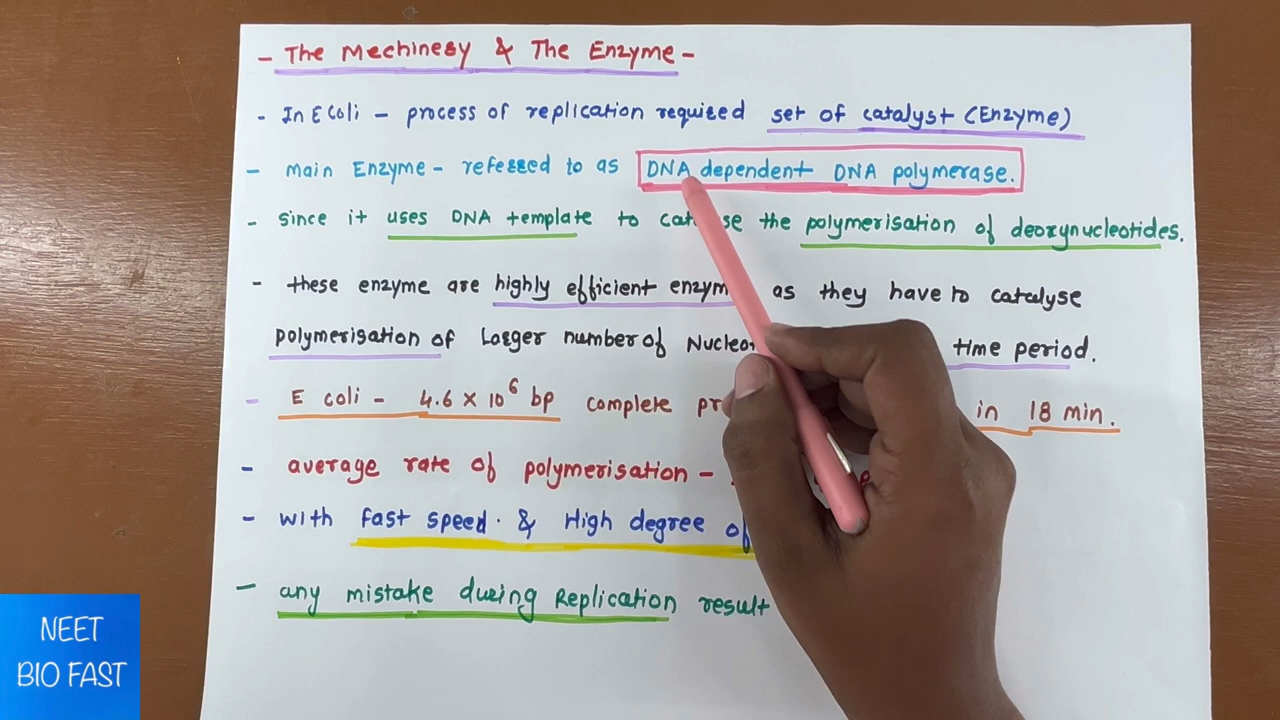 - The Mechinery & The Enzyme -
- In E Coli - process of replication required set of catalyst (Enzyme)
- Main Enzyme - referred to as DNA dependent DNA polymerase.
- Since it uses DNA template to the polymerisation of deoxynucleotides.
- these enzyme are highly efficient as they have to catalyse
polymerisation of Larger number of time period.
- E coli - 4.6 x 10⁶ bp complete in 18 min.
- average rate of polymerisation -
- with fast speed. & High degree of
- any mistake during Replication result
NEET
BIO FAST